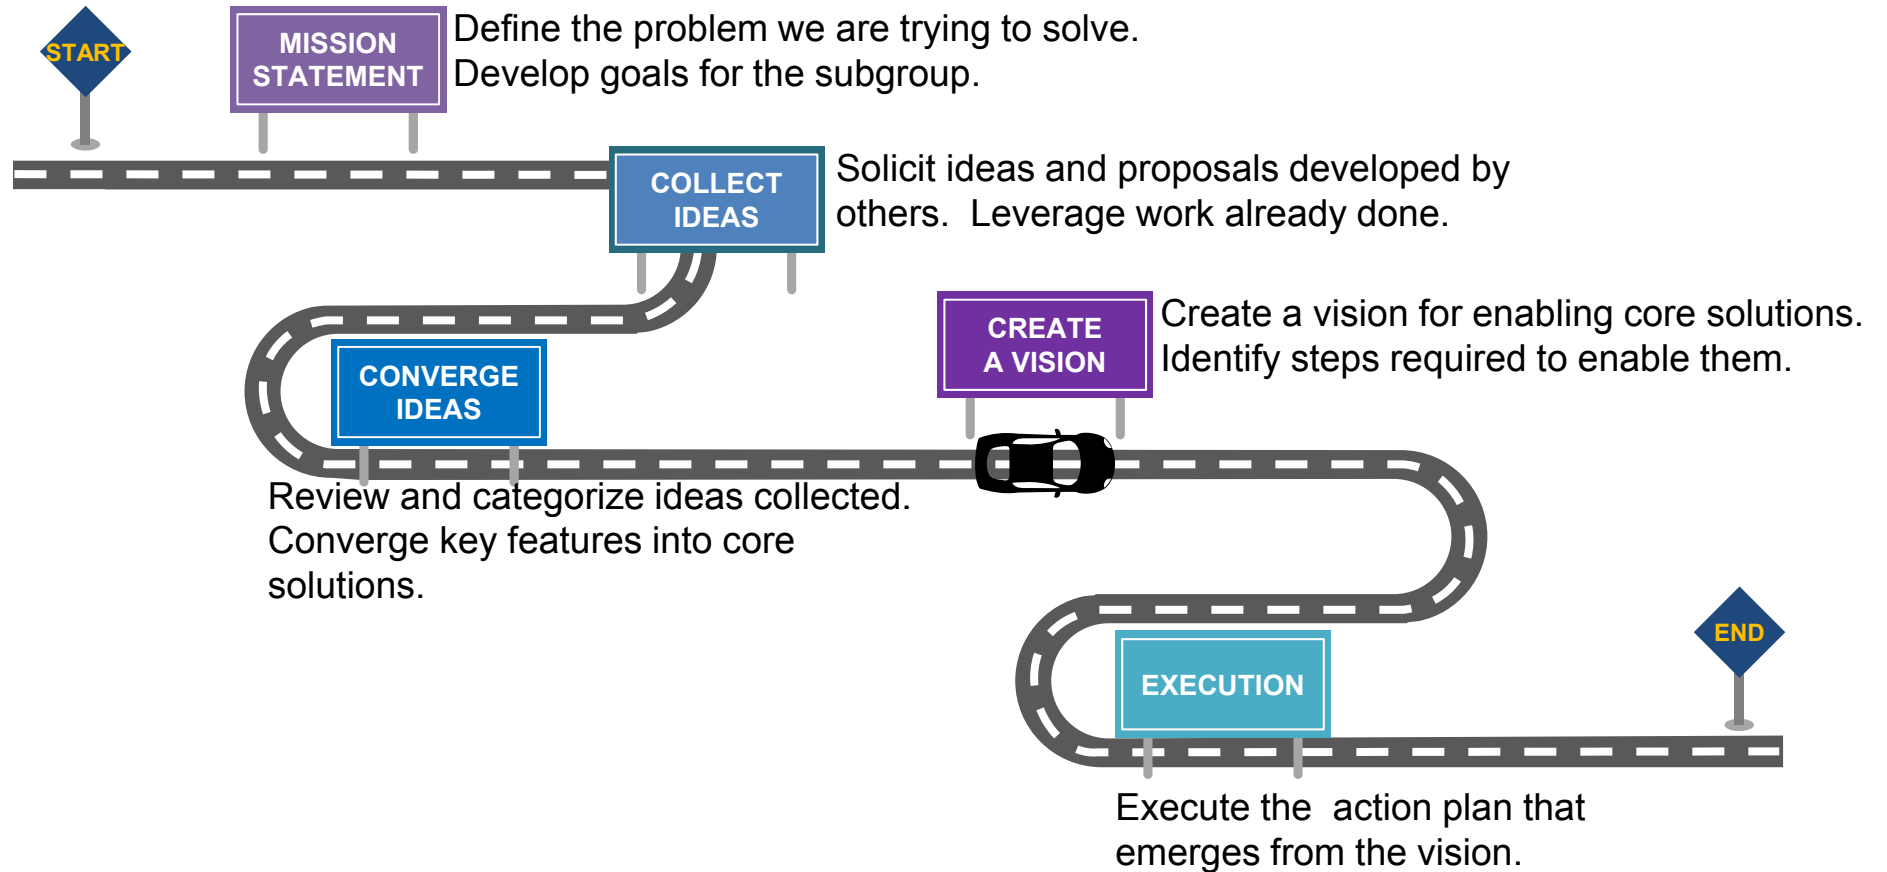 START
MISSION
STATEMENT
Define the problem we are trying to solve.
Develop goals for the subgroup.
COLLECT
IDEAS
Solicit ideas and proposals developed by
others.  Leverage work already done.
CREATE
A VISION
Create a vision for enabling core solutions.
Identify steps required to enable them.
CONVERGE
IDEAS
Review and categorize ideas collected.
Converge key features into core
solutions.
END
EXECUTION
Execute the  action plan that
emerges from the vision.